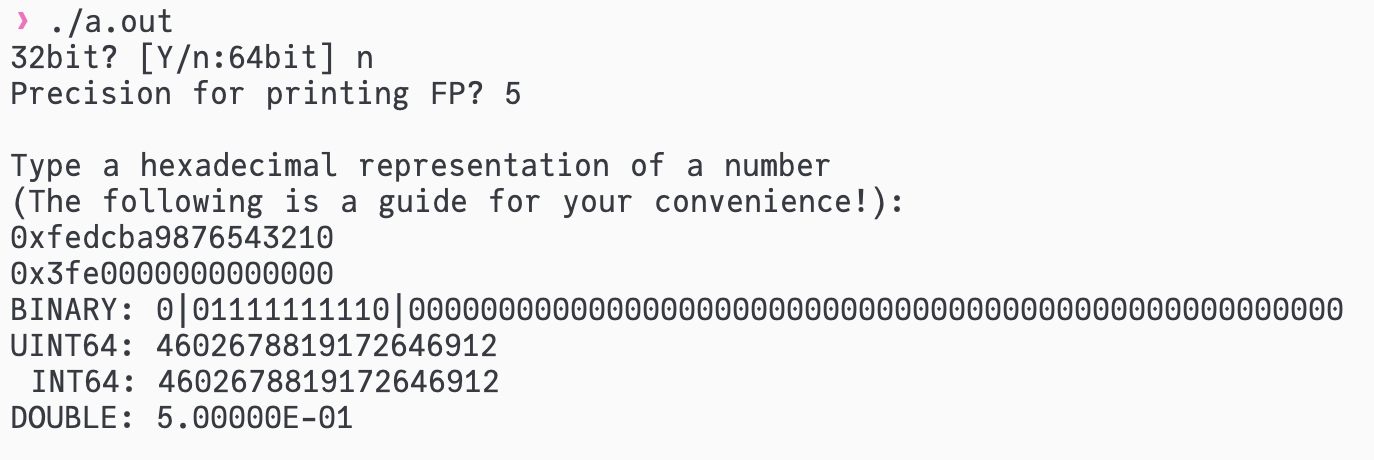 ❯ ./a.out
32bit? [Y/n:64bit] n
Precision for printing FP? 5
Type a hexadecimal representation of a number
(The following is a guide for your convenience!):
0xfedcba9876543210
0x3fe0000000000000
BINARY: 0|01111111110|0000000000000000000000000000000000000000000000000000
UINT64: 4602678819172646912
INT64: 4602678819172646912
DOUBLE: 5.00000E-01